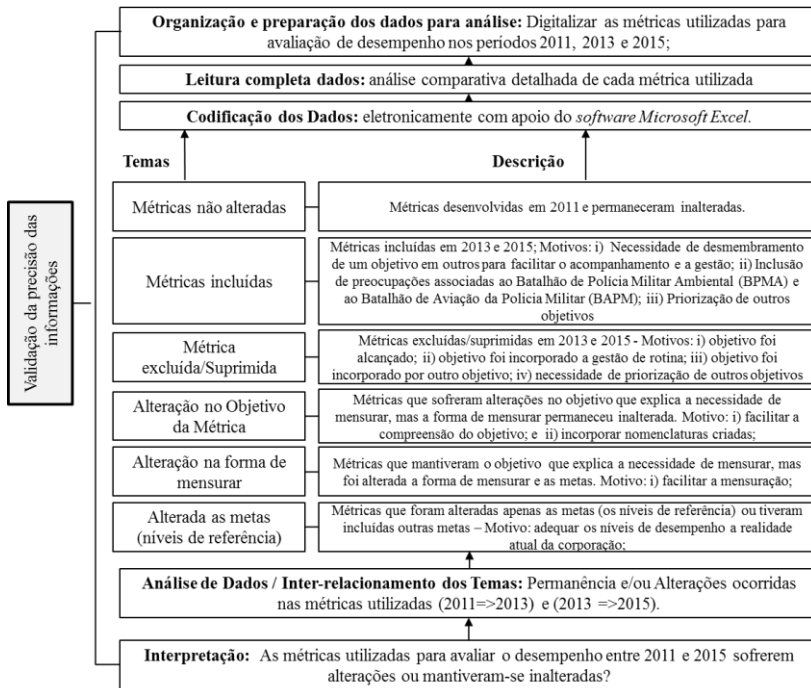 Organização e preparação dos dados para análise: Digitalizar as métricas utilizadas para
avaliação de desempenho nos períodos 2011, 2013 e 2015;
Leitura completa dados: análise comparativa detalhada de cada métrica utilizada
Codificação dos Dados: eletronicamente com apoio do software Microsoft Excel.
Temas
Descrição
Validação da precisão das
informações
Métricas não alteradas
Métricas desenvolvidas em 2011 e permaneceram inalteradas.
Métricas incluídas
Métricas incluídas em 2013 e 2015; Motivos: i) Necessidade de desmembramento
de um objetivo em outros para facilitar o acompanhamento e a gestão; ii) Inclusão
de preocupações associadas ao Batalhão de Polícia Militar Ambiental (BPMA) e
ao Batalhão de Aviação da Policia Militar (BAPM); iii) Priorização de outros
objetivos
Métrica
excluída/Suprimida
Métricas excluídas/suprimidas em 2013 e 2015 - Motivos: i) objetivo foi
alcançado; ii) objetivo foi incorporado a gestão de rotina; iii) objetivo foi
incorporado por outro objetivo; iv) necessidade de priorização de outros objetivos
Alteração no Objetivo
da Métrica
Métricas que sofreram alterações no objetivo que explica a necessidade de
mensurar, mas a forma de mensurar permaneceu inalterada. Motivo: i) facilitar a
compreensão do objetivo; e ii) incorporar nomenclaturas criadas;
Alteração na forma de
mensurar
Métricas que mantiveram o objetivo que explica a necessidade de mensurar, mas
foi alterada a forma de mensurar e as metas. Motivo: i) facilitar a mensuração;
Alterada as metas
(níveis de referência)
Métricas que foram alteradas apenas as metas (os níveis de referência) ou tiveram
incluídas outras metas – Motivo: adequar os níveis de desempenho a realidade
atual da corporação;
Análise de Dados / Inter-relacionamento dos Temas: Permanência e/ou Alterações ocorridas
nas métricas utilizadas (2011=>2013) e (2013 =>2015).
Interpretação: As métricas utilizadas para avaliar o desempenho entre 2011 e 2015 sofrerem
alterações ou mantiveram-se inalteradas?